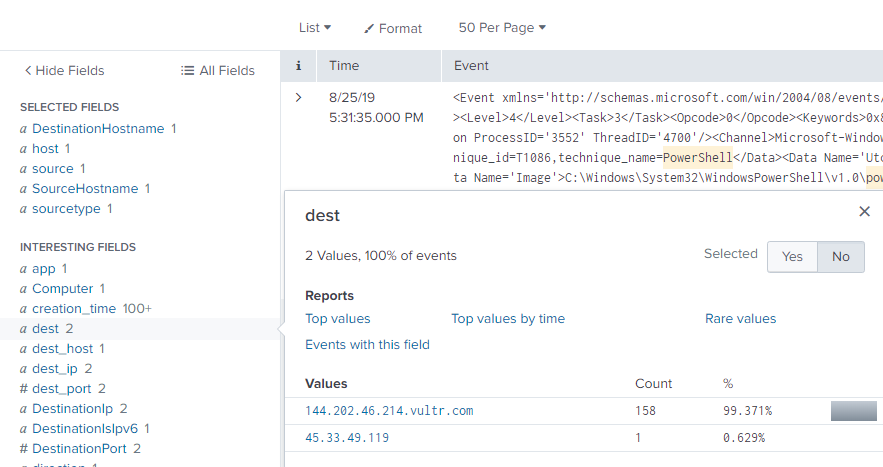 List Format 50 Per Page
Hide Fields All Fields
i Time Event
SELECTED FIELDS
a DestinationHostname 1
a host 1
a source 1
a SourceHostname 1
a sourcetype 1
INTERESTING FIELDS
a app 1
a Computer 1
a creation_time 100+
a dest 2
a dest_host 1
a dest_ip 2
# dest_port 2
a DestinationIp 2
a DestinationIsIpv6 1
# DestinationPort 2
a direction 1
8/25/19
5:31:35.000 PM
<Event xmlns='http://schemas.microsoft.com/win/2004/08/events/
><Level>4</Level><Task>3</Task><Opcode>0</Opcode><Keywords>0x8
on ProcessID='3552' ThreadID='4700'/><Channel>Microsoft-Window
nique_id=T1086,technique_name=PowerShell</Data><Data Name='Utc
ta Name='Image'>C:\Windows\System32\WindowsPowerShell\v1.0\pow
dest
2 Values, 100% of events
Selected Yes No
Reports
Top values Top values by time Rare values
Events with this field
Values Count %
144.202.46.214.vultr.com 158 99.371%
45.33.49.119 1 0.629%